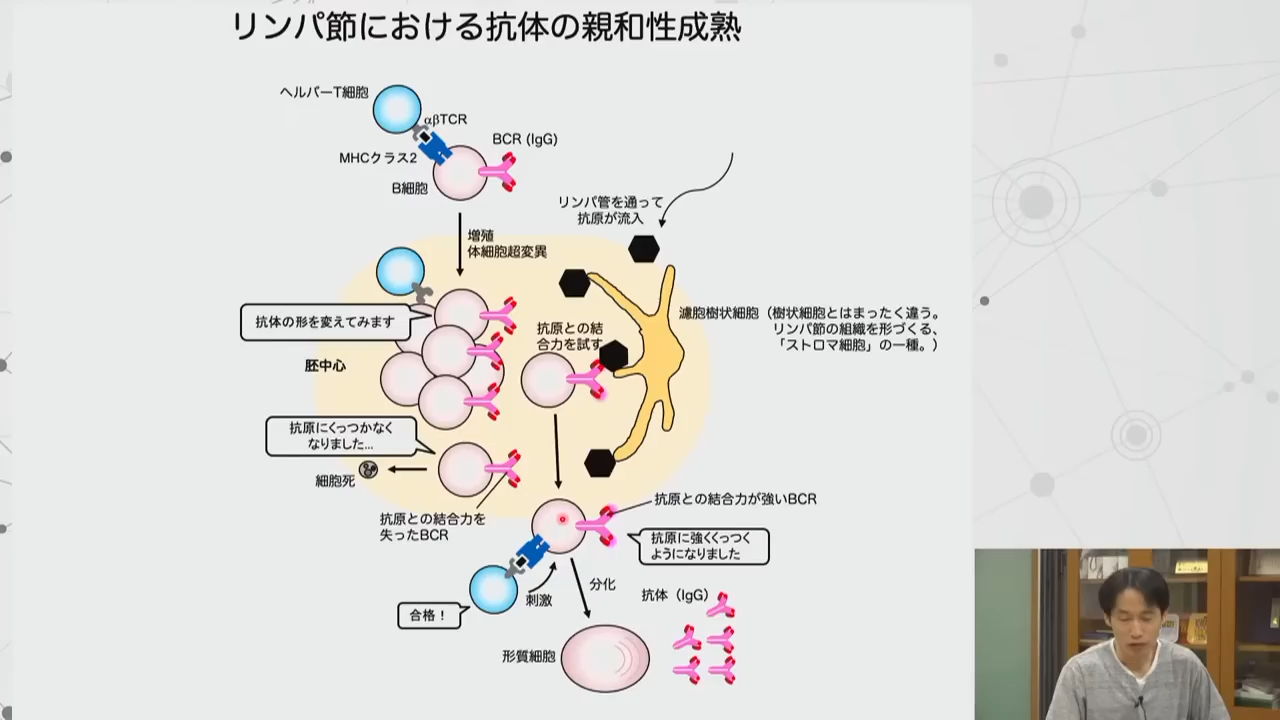 リンパ節における抗体の親和性成熟
ヘルパーT細胞
αβTCR
BCR (IgG)
MHCクラス2
B細胞
リンパ管を通って
抗原が流入
増殖
体細胞超変異
抗体の形を変えてみます
抗原との結
合力を試す
濾胞樹状細胞（樹状細胞とはまったく違う。
リンパ節の組織を形づくる、
「ストロマ細胞」の一種。）
胚中心
抗原にくっつかなく
なりました...
細胞死
抗原との結合力を
失ったBCR
抗原との結合力が強いBCR
抗原に強くくっつく
ようになりました
合格！
刺激
分化
抗体（IgG）
形質細胞